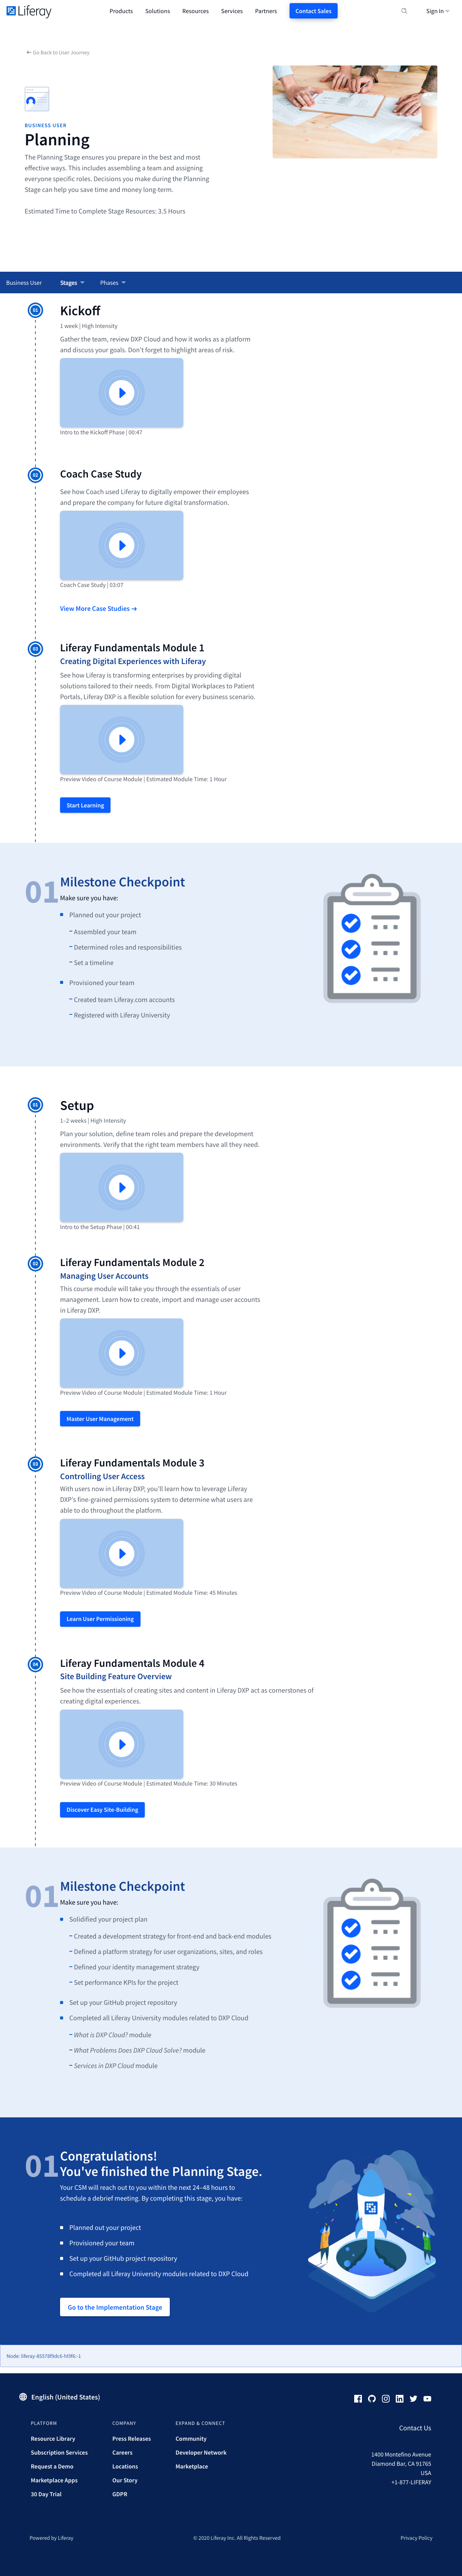 Liferay
Products Solutions Resources Services Partners Contact Sales Sign In
← Go Back to User Journey
BUSINESS USER
Planning
The Planning Stage ensures you prepare in the best and most
effective ways. This includes assembling a team and assigning
everyone specific roles. Decisions you make during the Planning
Stage can help you save time and money long-term.
Estimated Time to Complete Stage Resources: 3.5 Hours
Business User Stages Phases
01
Kickoff
1 week | High Intensity
Gather the team, review DXP Cloud and how it works as a platform
and discuss your goals. Don't forget to highlight areas of risk.
Intro to the Kickoff Phase | 00:47
02
Coach Case Study
See how Coach used Liferay to digitally empower their employees
and prepare the company for future digital transformation.
Coach Case Study | 03:07
View More Case Studies →
03
Liferay Fundamentals Module 1
Creating Digital Experiences with Liferay
See how Liferay is transforming enterprises by providing digital
solutions tailored to their needs. From Digital Workplaces to Patient
Portals, Liferay DXP is a flexible solution for every business scenario.
Preview Video of Course Module | Estimated Module Time: 1 Hour
Start Learning
01
Milestone Checkpoint
Make sure you have:
Planned out your project
– Assembled your team
– Determined roles and responsibilities
– Set a timeline
Provisioned your team
– Created team Liferay.com accounts
– Registered with Liferay University
01
Setup
1–2 weeks | High Intensity
Plan your solution, define team roles and prepare the development
environments. Verify that the right team members have all they need.
Intro to the Setup Phase | 00:41
02
Liferay Fundamentals Module 2
Managing User Accounts
This course module will take you through the essentials of user
management. Learn how to create, import and manage user accounts
in Liferay DXP.
Preview Video of Course Module | Estimated Module Time: 1 Hour
Master User Management
03
Liferay Fundamentals Module 3
Controlling User Access
With users now in Liferay DXP, you'll learn how to leverage Liferay
DXP's fine-grained permissions system to determine what users are
able to do throughout the platform.
Preview Video of Course Module | Estimated Module Time: 45 Minutes
Learn User Permissioning
04
Liferay Fundamentals Module 4
Site Building Feature Overview
See how the essentials of creating sites and content in Liferay DXP act as cornerstones of
creating digital experiences.
Preview Video of Course Module | Estimated Module Time: 30 Minutes
Discover Easy Site-Building
01
Milestone Checkpoint
Make sure you have:
Solidified your project plan
– Created a development strategy for front-end and back-end modules
– Defined a platform strategy for user organizations, sites, and roles
– Defined your identity management strategy
– Set performance KPIs for the project
Set up your GitHub project repository
Completed all Liferay University modules related to DXP Cloud
– What is DXP Cloud? module
– What Problems Does DXP Cloud Solve? module
– Services in DXP Cloud module
01
Congratulations!
You've finished the Planning Stage.
Your CSM will reach out to you within the next 24–48 hours to
schedule a debrief meeting. By completing this stage, you have:
Planned out your project
Provisioned your team
Set up your GitHub project repository
Completed all Liferay University modules related to DXP Cloud
Go to the Implementation Stage
English (United States)
PLATFORM COMPANY EXPAND & CONNECT
Contact Us
Resource Library Press Releases Community
Subscription Services Careers Developer Network
Request a Demo Locations Marketplace
Marketplace Apps Our Story
30 Day Trial GDPR
1400 Montefino Avenue
Diamond Bar, CA 91765
USA
+1-877-LIFERAY
Powered by Liferay © 2020 Liferay Inc. All Rights Reserved Privacy Policy